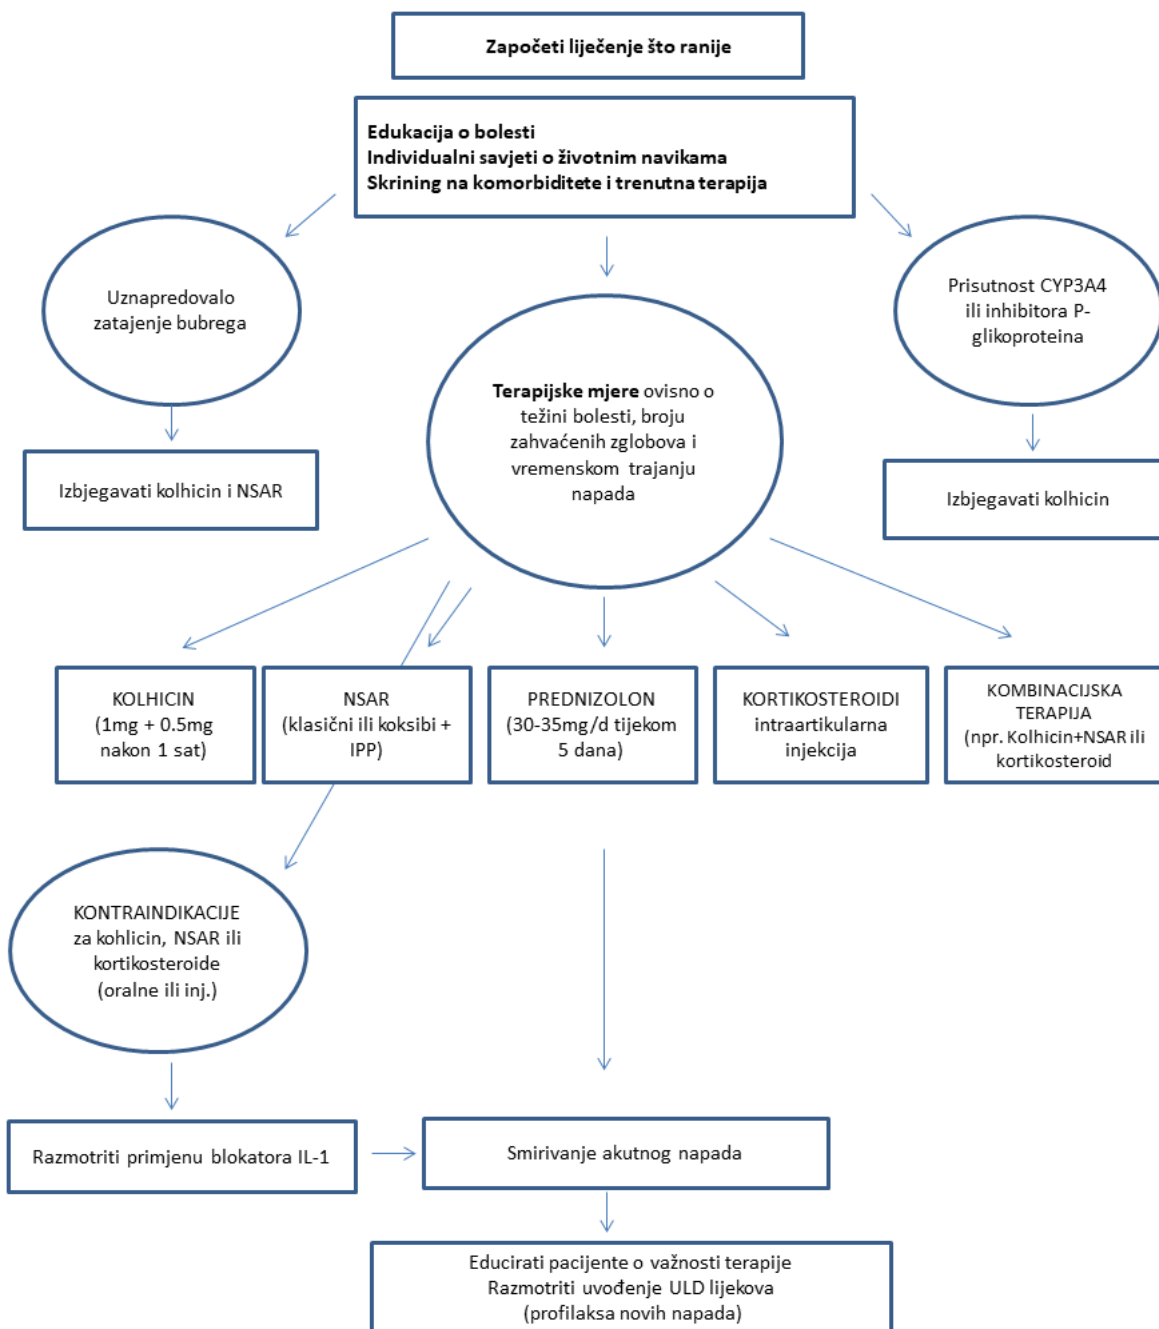 Započeti liječenje što ranije
Edukacija o bolesti
Individualni savjeti o životnim navikama
Skrining na komorbiditete i trenutna terapija
Uznapredovalo
zatajenje bubrega
Prisutnost CYP3A4
ili inhibitora P-
glikoproteina
Terapijske mjere ovisno o
težini bolesti, broju
zahvaćenih zglobova i
vremenskom trajanju
napada
Izbjegavati kolhicin i NSAR
Izbjegavati kolhicin
KOLHICIN
(1mg + 0.5mg
nakon 1 sat)
NSAR
(klasični ili koksibi +
IPP)
PREDNIZOLON
(30-35mg/d tijekom
5 dana)
KORTIKOSTEROIDI
intraartikularna
injekcija
KOMBINACIJSKA
TERAPIJA
(npr. Kolhicin+NSAR ili
kortikosteroid
KONTRAINDIKACIJE
za kohlicin, NSAR ili
kortikosteroide
(oralne ili inj.)
Razmotriti primjenu blokatora IL-1
Smirivanje akutnog napada
Educirati pacijente o važnosti terapije
Razmotriti uvođenje ULD lijekova
(profilaksa novih napada)